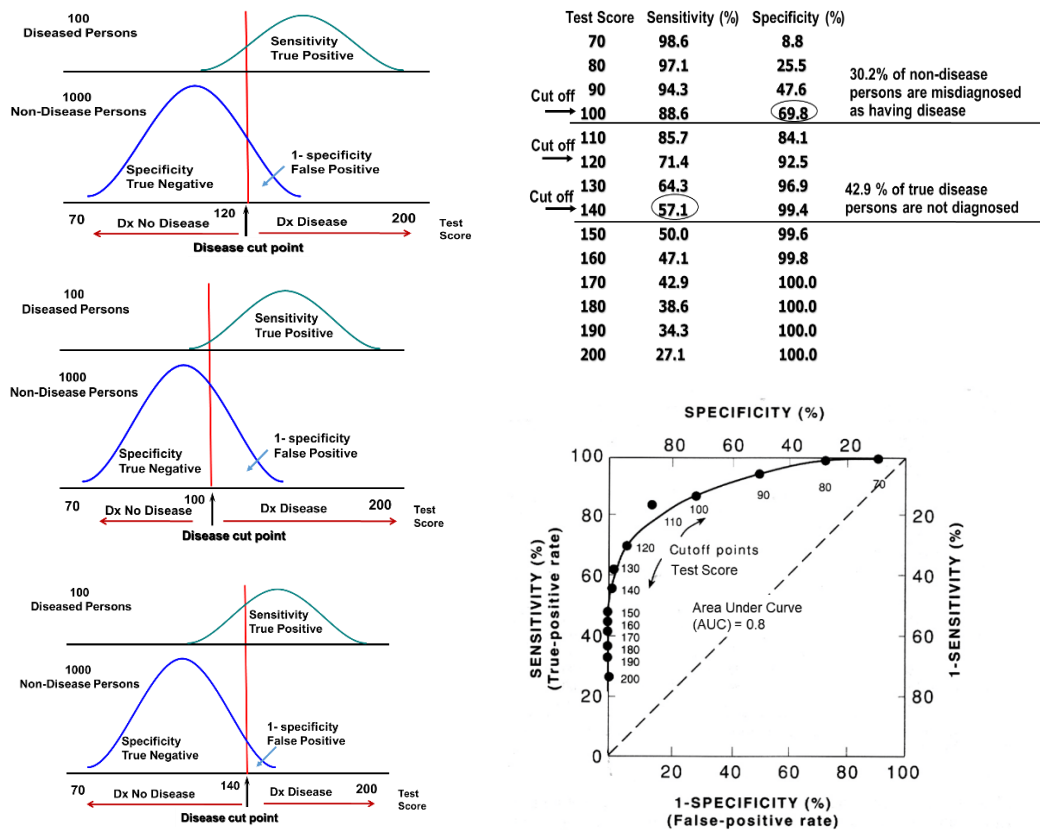 100
Diseased Persons
Sensitivity
True Positive
1000
Non-Disease Persons
Specificity
True Negative
1- specificity
False Positive
70
Dx No Disease
120
Dx Disease
200
Test
Score
Disease cut point
100
Diseased Persons
Sensitivity
True Positive
1000
Non-Disease Persons
Specificity
True Negative
1- specificity
False Positive
70
Dx No Disease
100
Dx Disease
200
Test
Score
Disease cut point
100
Diseased Persons
Sensitivity
True Positive
1000
Non-Disease Persons
Specificity
True Negative
1- specificity
False Positive
70
Dx No Disease
140
Dx Disease
200
Test
Score
Disease cut point
Test Score Sensitivity (%) Specificity (%)
70 98.6 8.8
80 97.1 25.5
90 94.3 47.6
Cut off
100 88.6 69.8
30.2% of non-disease
persons are misdiagnosed
as having disease
110 85.7 84.1
Cut off
120 71.4 92.5
130 64.3 96.9
Cut off
140 57.1 99.4
42.9 % of true disease
persons are not diagnosed
150 50.0 99.6
160 47.1 99.8
170 42.9 100.0
180 38.6 100.0
190 34.3 100.0
200 27.1 100.0
SPECIFICITY (%)
80 60 40 20
100
80
60
40
20
0
SENSITIVITY (%)
(True-positive rate)
70
80
90
100
110
120
130
140
150
160
170
180
190
200
Cutoff points
Test Score
Area Under Curve
(AUC) = 0.8
20
40
60
80
1-SENSITIVITY (%)
0 20 40 60 80 100
1-SPECIFICITY (%)
(False-positive rate)